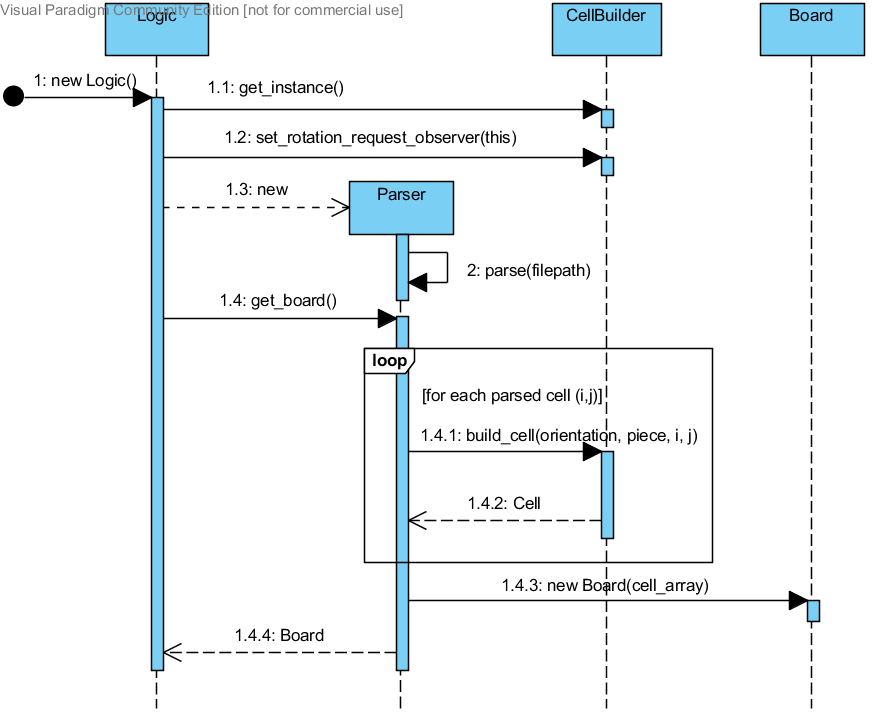 Visual Paradigm Community Edition [not for commercial use]
Logic
CellBuilder
Board
1: new Logic()
1.1: get_instance()
1.2: set_rotation_request_observer(this)
1.3: new
Parser
2: parse(filepath)
1.4: get_board()
loop
[for each parsed cell (i,j)]
1.4.1: build_cell(orientation, piece, i, j)
1.4.2: Cell
1.4.3: new Board(cell_array)
1.4.4: Board